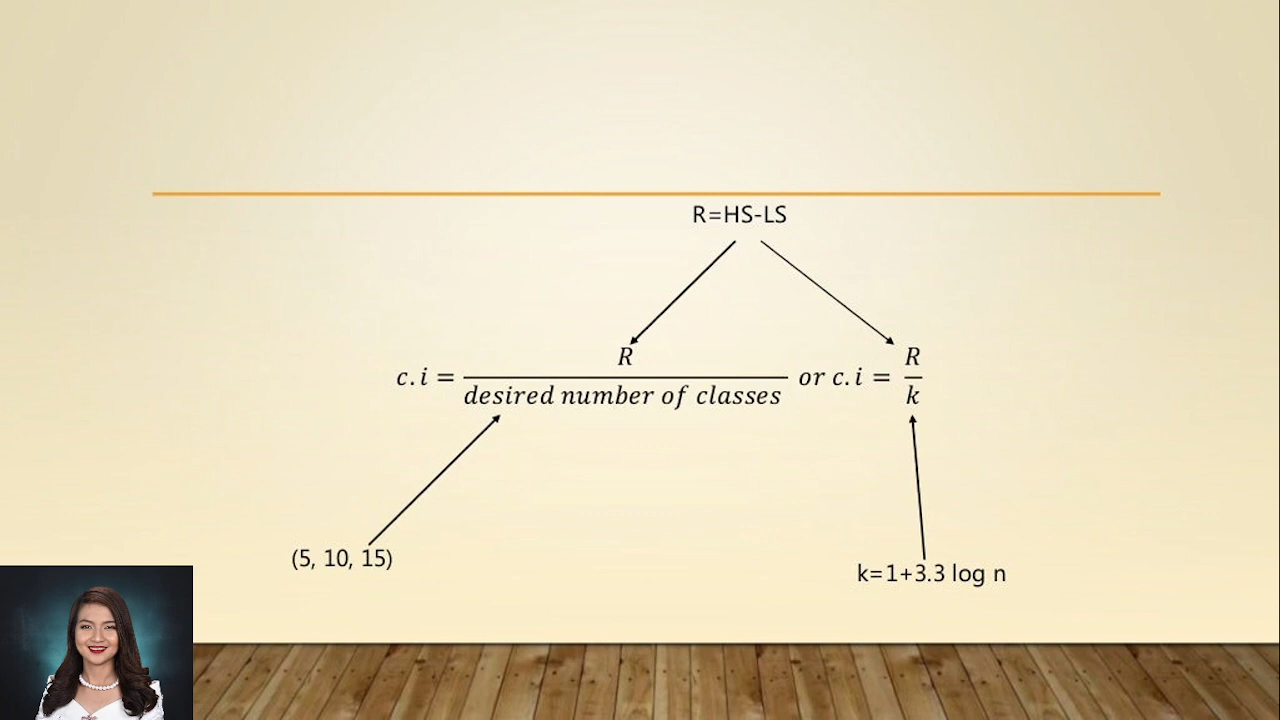 R=HS-LS
c.i = R / desired number of classes or c.i = R / k
(5, 10, 15)
k=1+3.3 log n